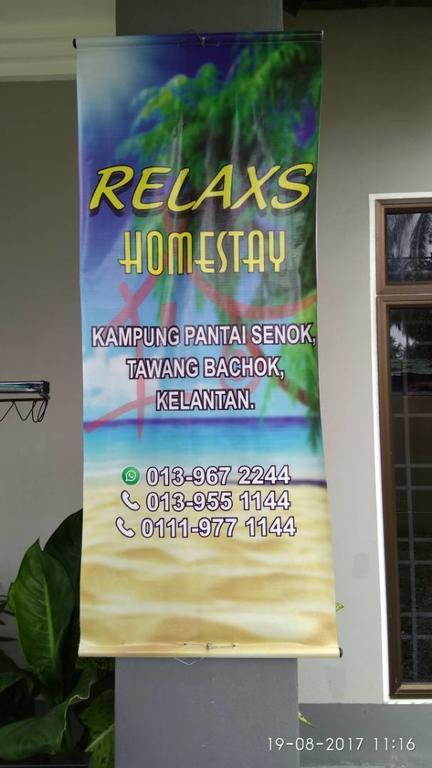 RELAXS
HOMESTAY
KAMPUNG PANTAI SENOK,
TAWANG BACHOK,
KELANTAN.
013-967 2244
013-955 1144
0111-977 1144
19-08-2017 11:16